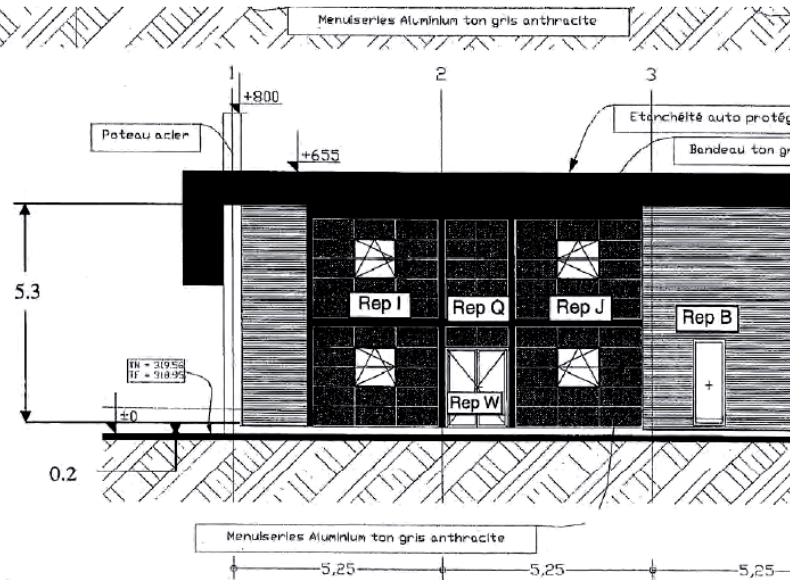 Menuiseries Aluminium ton gris anthracite
1
2
3
+800
Etanchéité auto protég
Poteau acier
Bandeau ton gr
+655
5.3
Rep I
Rep Q
Rep J
Rep B
TN = 319.56
TF = 318.95
Rep W
±0
0.2
Menuiseries Aluminium ton gris anthracite
5,25
5,25
5,25